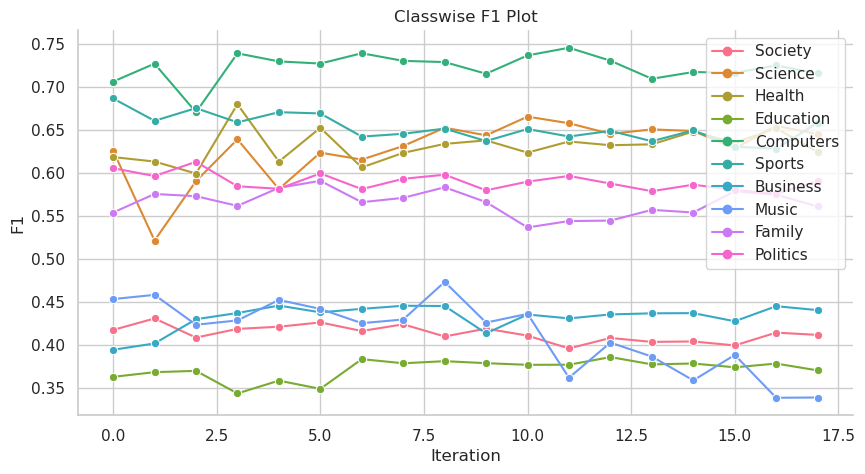 Classwise F1 Plot
F1
0.75
0.70
0.65
0.60
0.55
0.50
0.45
0.40
0.35
0.0
2.5
5.0
7.5
10.0
12.5
15.0
17.5
Iteration
Society
Science
Health
Education
Computers
Sports
Business
Music
Family
Politics